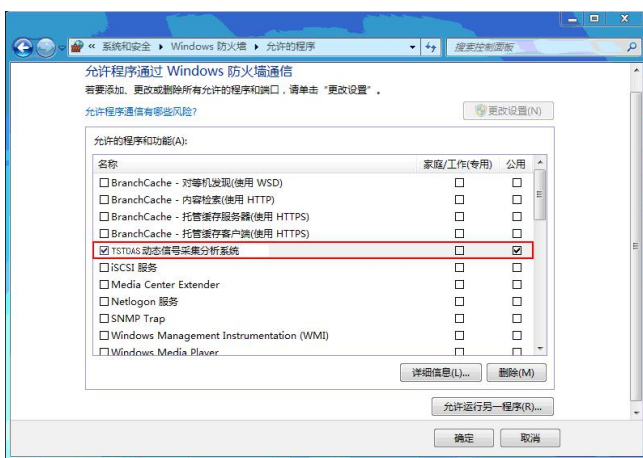 « 系统和安全 ▸ Windows 防火墙 ▸ 允许的程序
搜索控制面板
允许程序通过 Windows 防火墙通信
若要添加、更改或删除所有允许的程序和端口，请单击“更改设置”。
允许程序通信有哪些风险?
更改设置(N)
允许的程序和功能(A):
名称 家庭/工作(专用) 公用
BranchCache - 对等机发现(使用 WSD)
BranchCache - 内容检索(使用 HTTP)
BranchCache - 托管缓存服务器(使用 HTTPS)
BranchCache - 托管缓存客户端(使用 HTTPS)
TSTDAS动态信号采集分析系统
iSCSI 服务
Media Center Extender
Netlogon 服务
SNMP Trap
Windows Management Instrumentation (WMI)
Windows Media Player
详细信息(L)... 删除(M)
允许运行另一程序(R)...
确定 取消